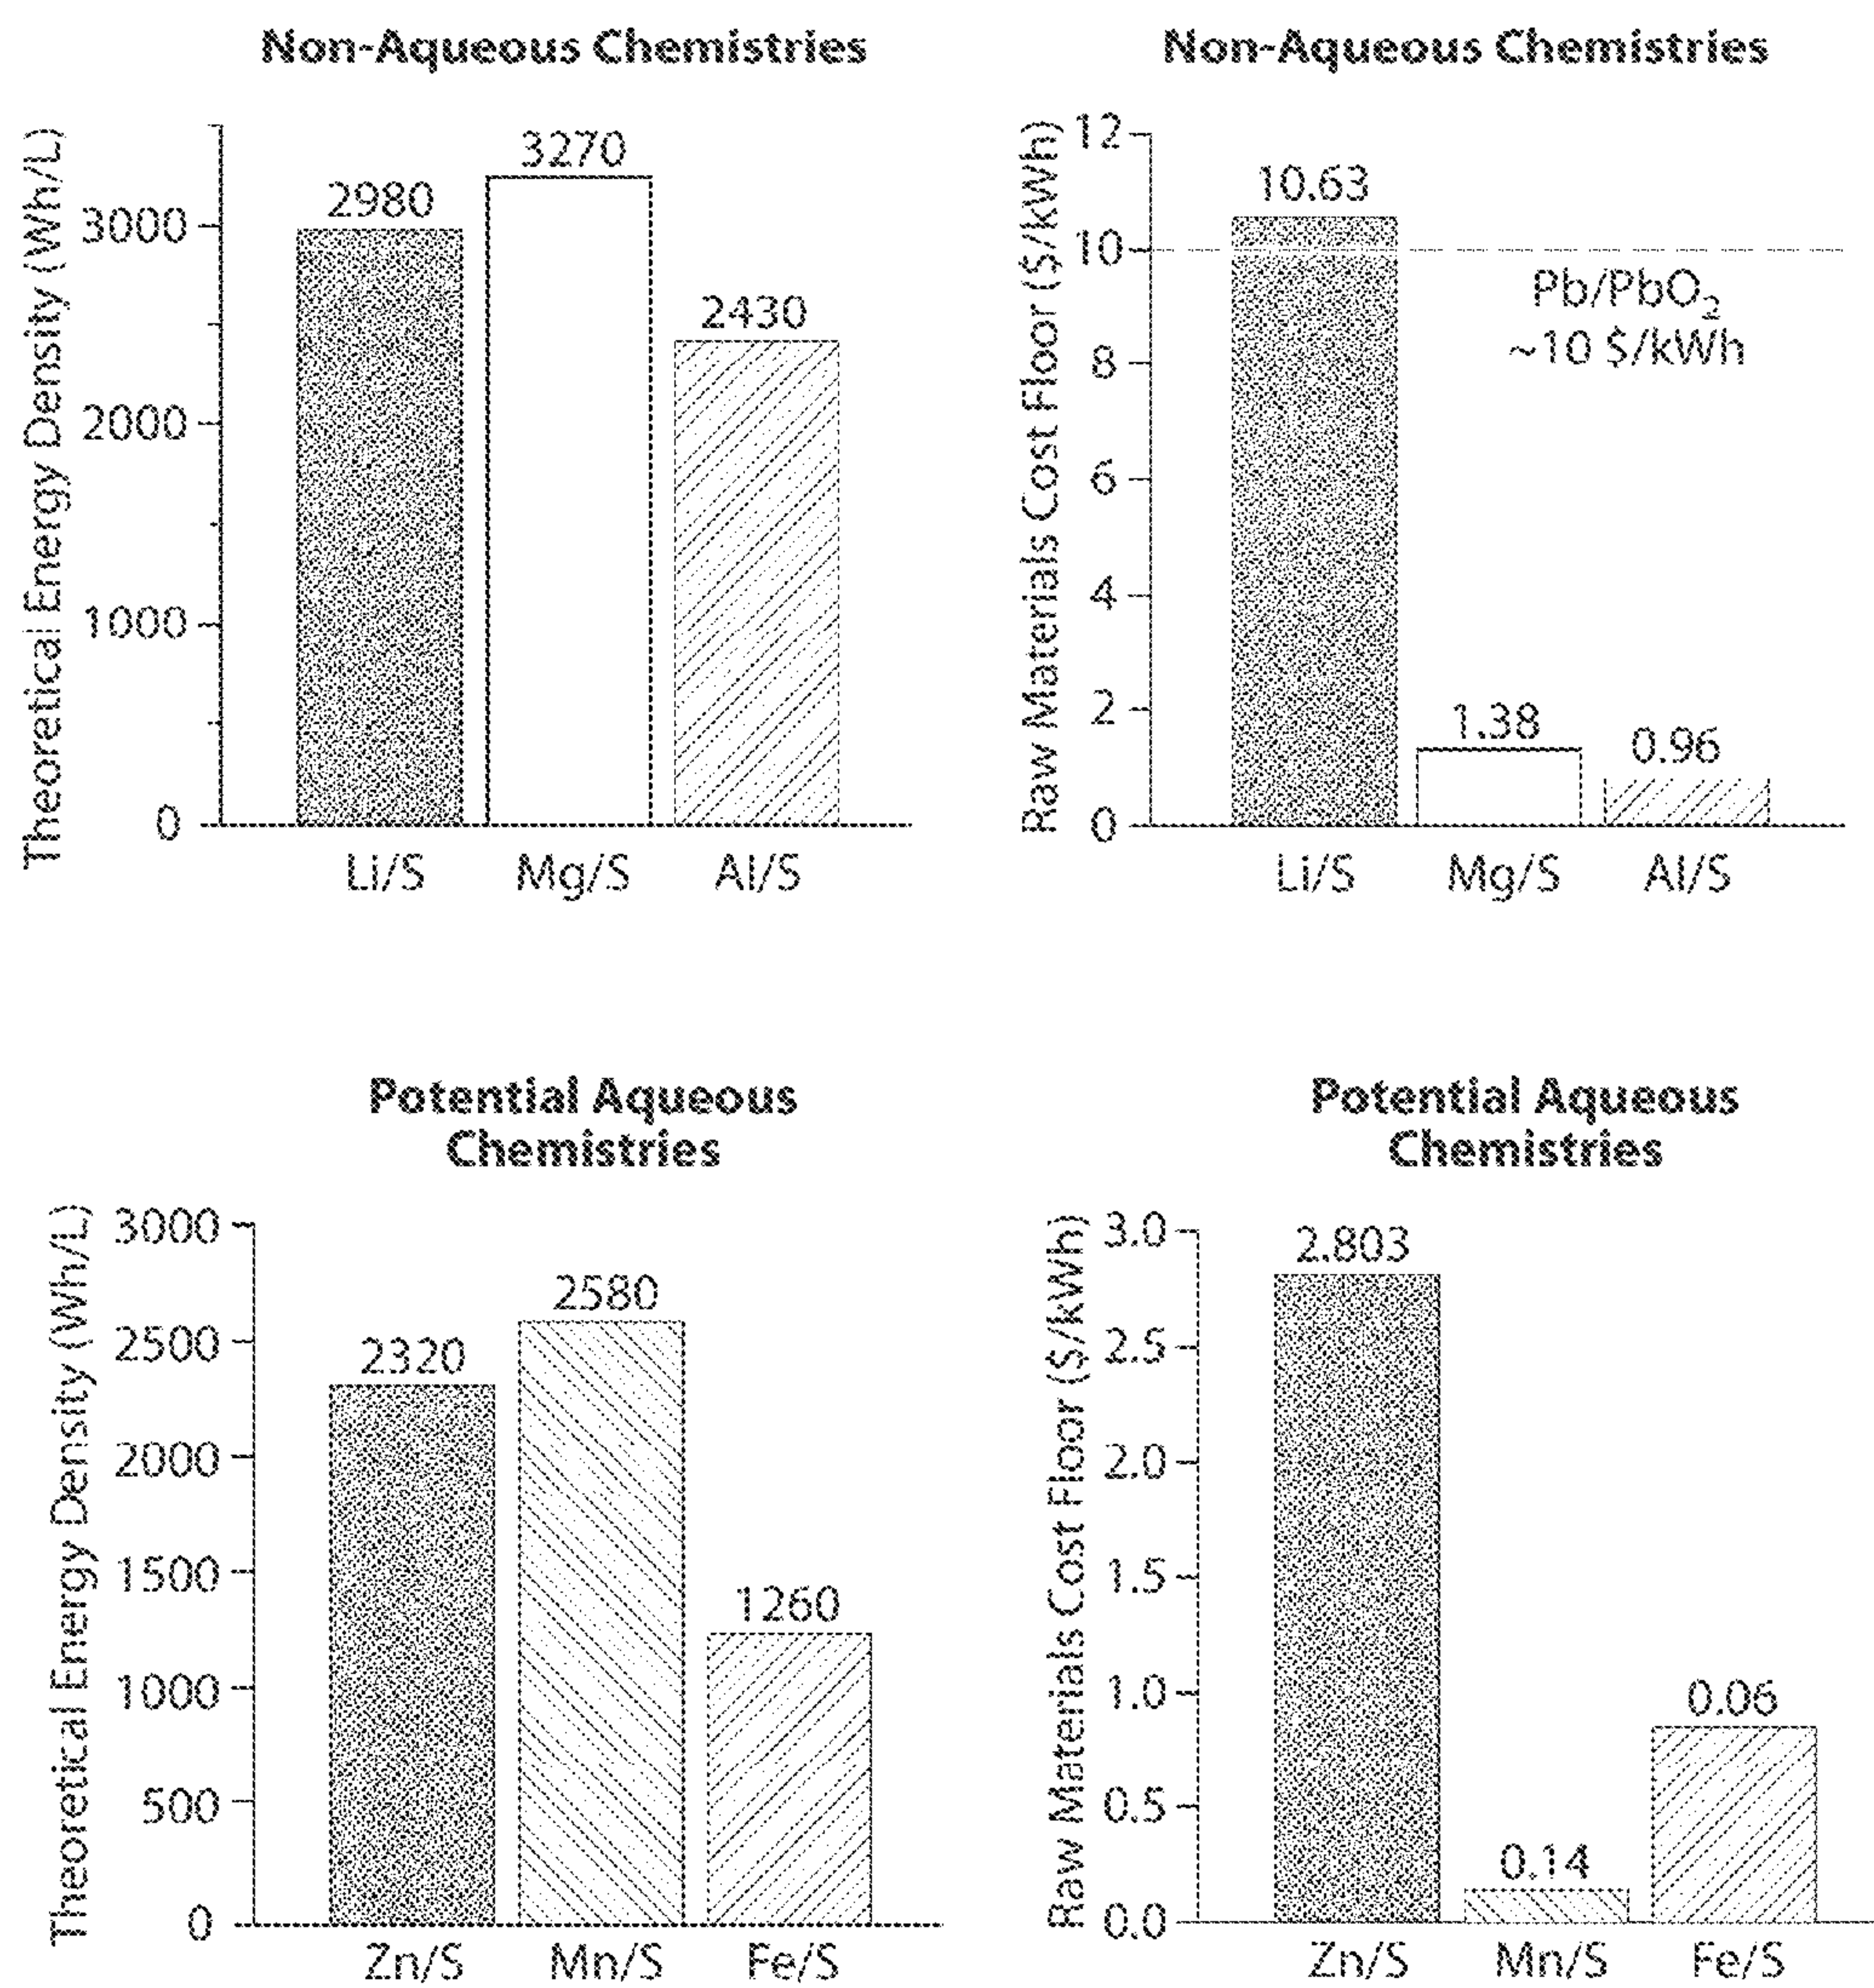 Non-Aqueous Chemistries
Theoretical Energy Density (Wh/L)
3000
2000
1000
0
2980
3270
2430
Li/S
Mg/S
Al/S
Non-Aqueous Chemistries
Raw Materials Cost Floor ($/kWh)
12
10
8
6
4
2
0
10.63
1.38
0.96
Pb/PbO₂
~10 $/kWh
Li/S
Mg/S
Al/S
Potential Aqueous
Chemistries
Theoretical Energy Density (Wh/L)
3000
2500
2000
1500
1000
500
0
2320
2580
1260
Zn/S
Mn/S
Fe/S
Potential Aqueous
Chemistries
Raw Materials Cost Floor ($/kWh)
3.0
2.5
2.0
1.5
1.0
0.5
0.0
2.803
0.14
0.06
Zn/S
Mn/S
Fe/S